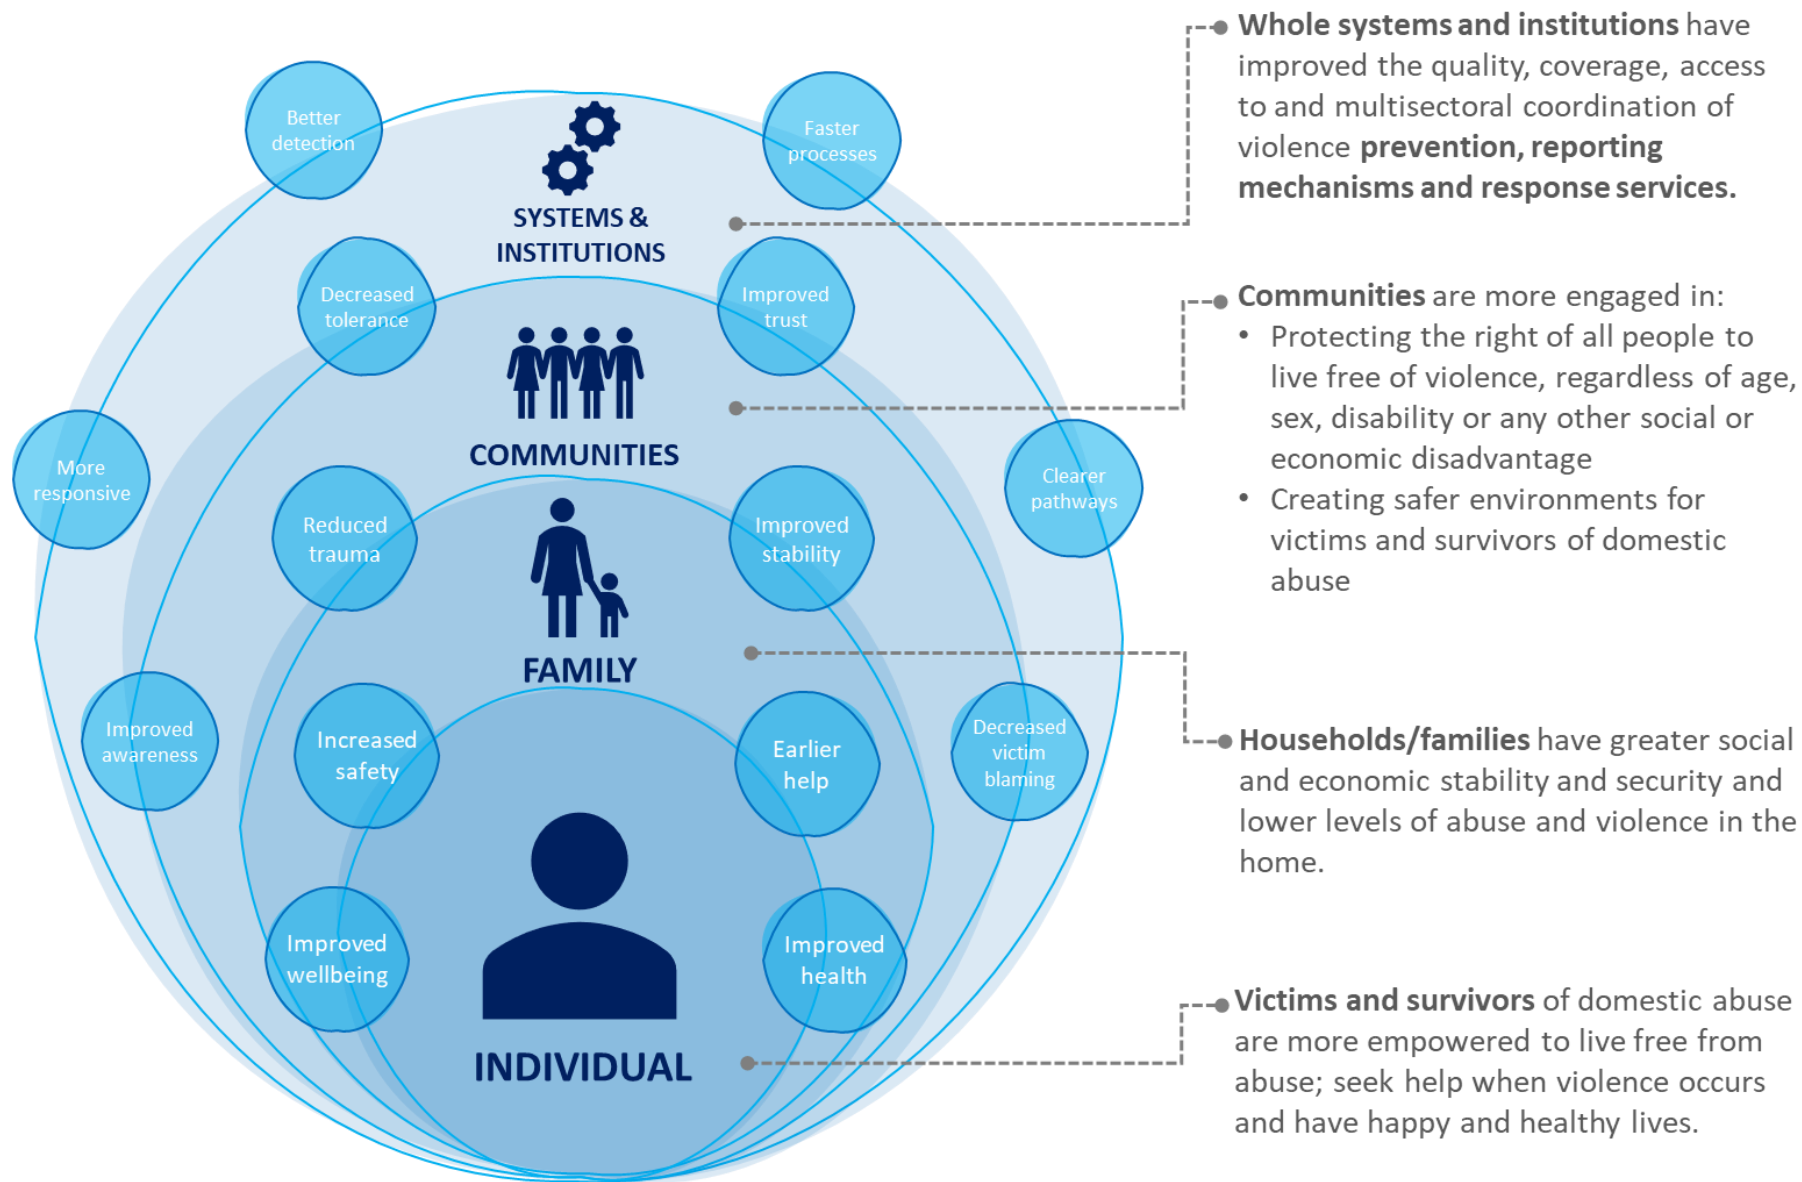 Better
detection
Faster
processes
SYSTEMS &
INSTITUTIONS
Decreased
tolerance
Improved
trust
COMMUNITIES
More
responsive
Clearer
pathways
Reduced
trauma
Improved
stability
FAMILY
Improved
awareness
Increased
safety
Earlier
help
Decreased
victim
blaming
Improved
wellbeing
Improved
health
INDIVIDUAL
Whole systems and institutions have
improved the quality, coverage, access
to and multisectoral coordination of
violence prevention, reporting
mechanisms and response services.
Communities are more engaged in:
• Protecting the right of all people to
live free of violence, regardless of age,
sex, disability or any other social or
economic disadvantage
• Creating safer environments for
victims and survivors of domestic
abuse
Households/families have greater social
and economic stability and security and
lower levels of abuse and violence in the
home.
Victims and survivors of domestic abuse
are more empowered to live free from
abuse; seek help when violence occurs
and have happy and healthy lives.